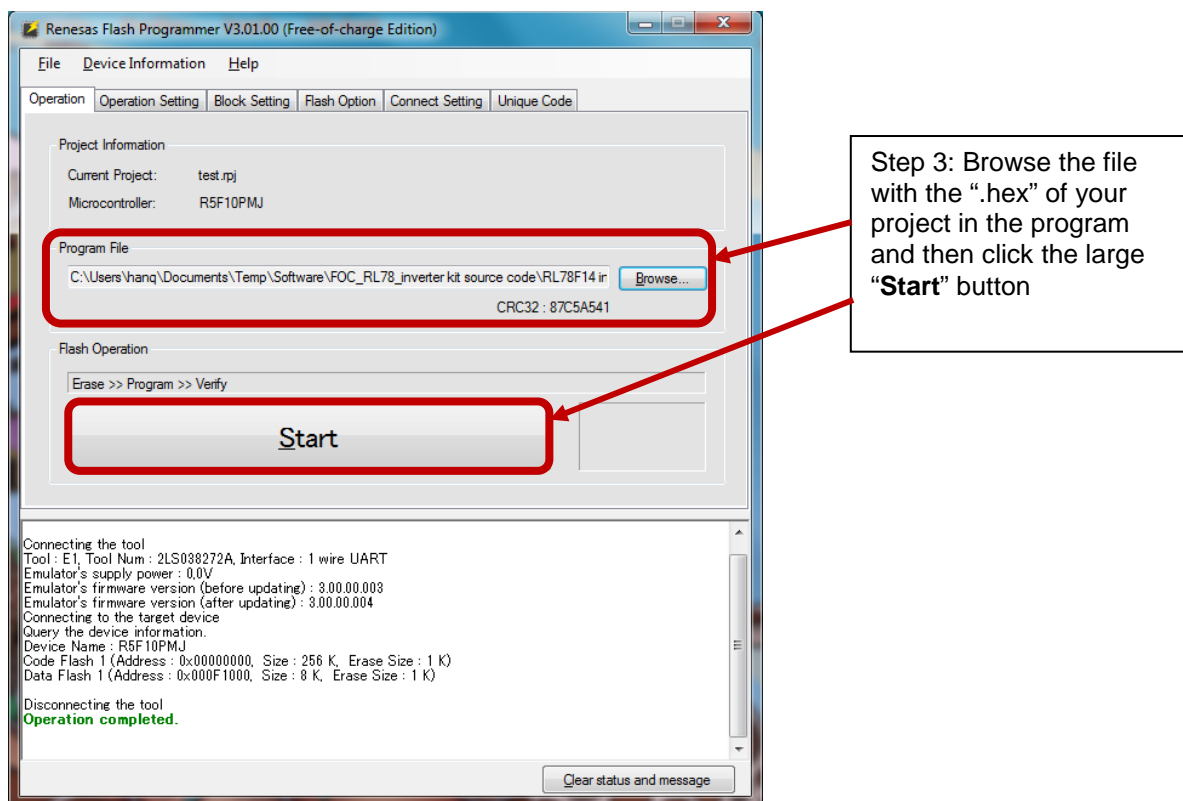 Renesas Flash Programmer V3.01.00 (Free-of-charge Edition)
File Device Information Help
Operation Operation Setting Block Setting Flash Option Connect Setting Unique Code
Project Information
Current Project: test.rpj
Microcontroller: R5F10PMJ
Program File
C:\Users\hanq\Documents\Temp\Software\FOC_RL78_inverter kit source code\RL78F14 ir Browse...
CRC32 : 87C5A541
Flash Operation
Erase >> Program >> Verify
Start
Connecting the tool
Tool : E1, Tool Num : 2LS038272A, Interface : 1 wire UART
Emulator's supply power : 0,0V
Emulator's firmware version (before updating) : 3.00.00.003
Emulator's firmware version (after updating) : 3.00.00.004
Connecting to the target device
Query the device information.
Device Name : R5F10PMJ
Code Flash 1 (Address : 0x00000000, Size : 256 K, Erase Size : 1 K)
Data Flash 1 (Address : 0x000F1000, Size : 8 K, Erase Size : 1 K)
Disconnecting the tool
Operation completed.
Clear status and message
Step 3: Browse the file
with the “.hex” of your
project in the program
and then click the large
“Start” button